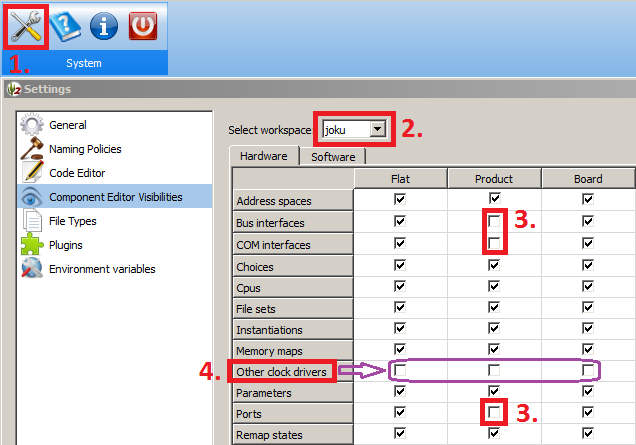 1.
System
2 Settings
General
Naming Policies
Code Editor
Component Editor Visibilities
File Types
Plugins
Environment variables
Select workspace joku 2.
Hardware Software
Flat Product Board
Address spaces
Bus interfaces 3.
COM interfaces
Choices
Cpus
File sets
Instantiations
Memory maps
4. Other clock drivers
Parameters
Ports 3.
Remap states